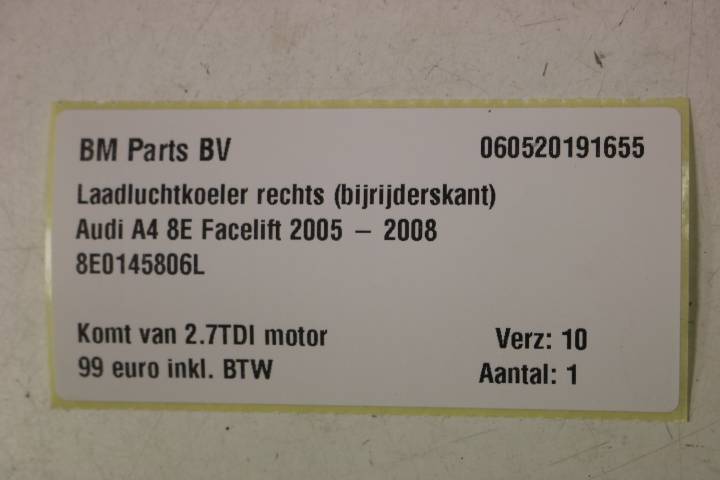 BM Parts BV 060520191655
Laadluchtkoeler rechts (bijrijderskant)
Audi A4 8E Facelift 2005 – 2008
8E0145806L
Komt van 2.7TDI motor Verz: 10
99 euro inkl. BTW Aantal: 1